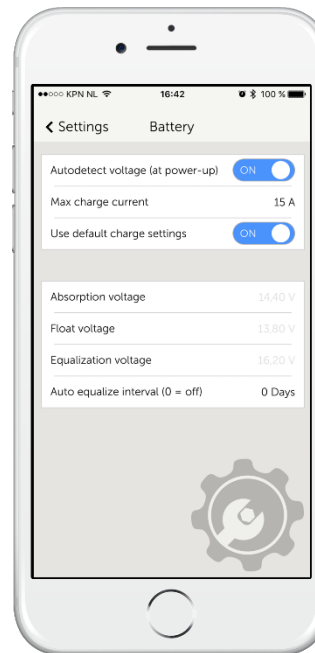 KPN NL 16:42 100 %
Settings Battery
Autodetect voltage (at power-up) ON
Max charge current 15 A
Use default charge settings ON
Absorption voltage 14,40 V
Float voltage 13,80 V
Equalization voltage 16,20 V
Auto equalize interval (0 = off) 0 Days